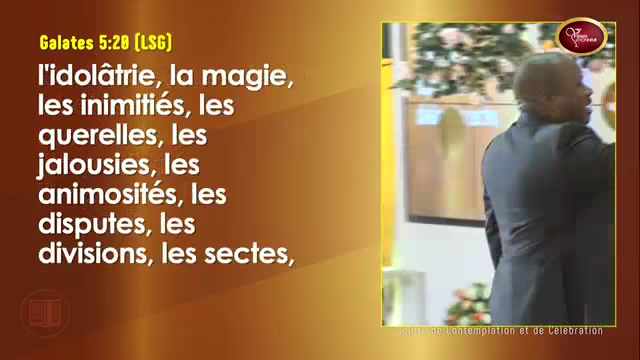 Galates 5:20 (LSG)
l'idolâtrie, la magie,
les inimitiés, les
querelles, les
jalousies, les
animosités, les
disputes, les
divisions, les sectes,
de Contemplation et de Célébration